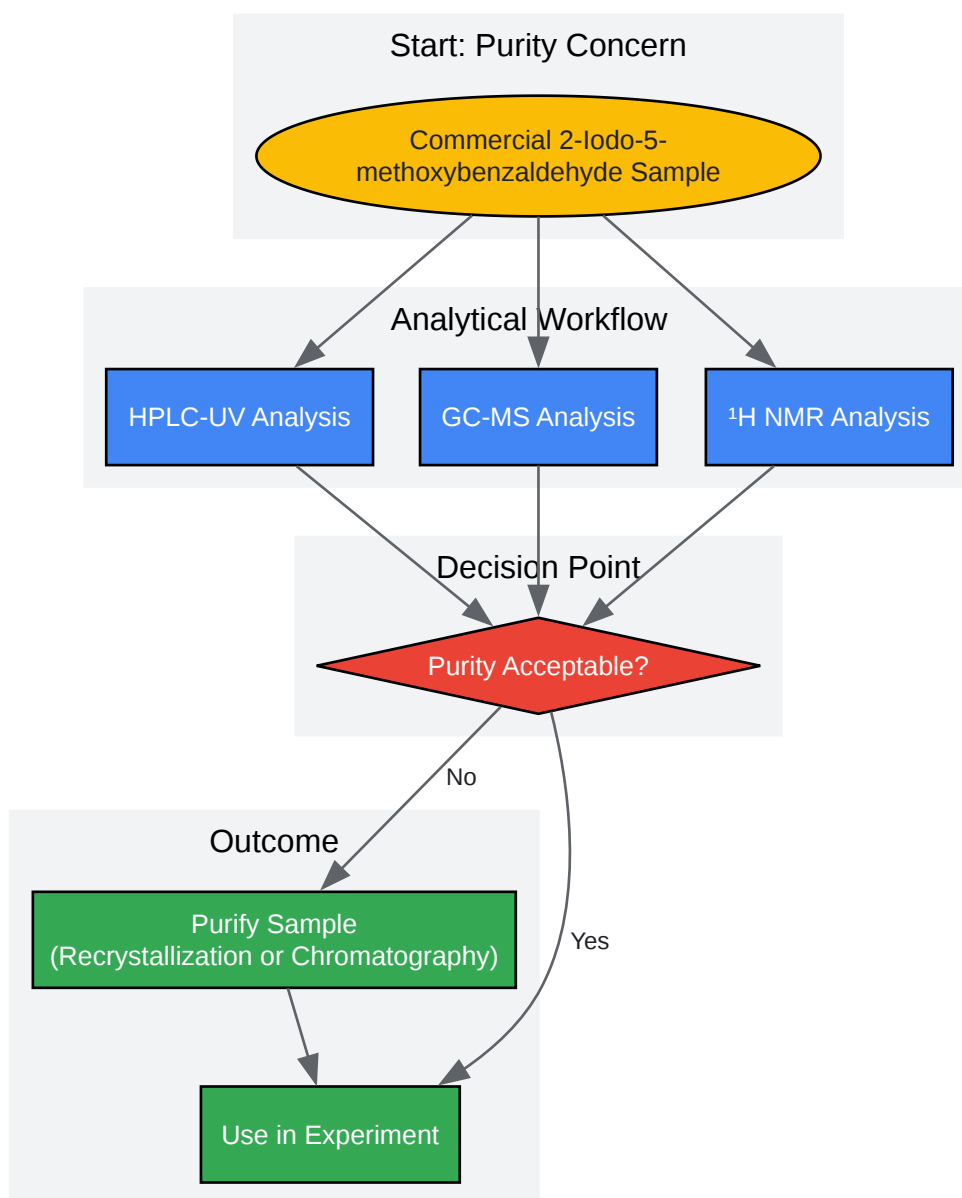 Start: Purity Concern
Commercial 2-Iodo-5-
methoxybenzaldehyde Sample
Analytical Workflow
HPLC-UV Analysis
GC-MS Analysis
¹H NMR Analysis
Decision Point
Purity Acceptable?
No
Outcome
Purify Sample
(Recrystallization or Chromatography)
Yes
Use in Experiment